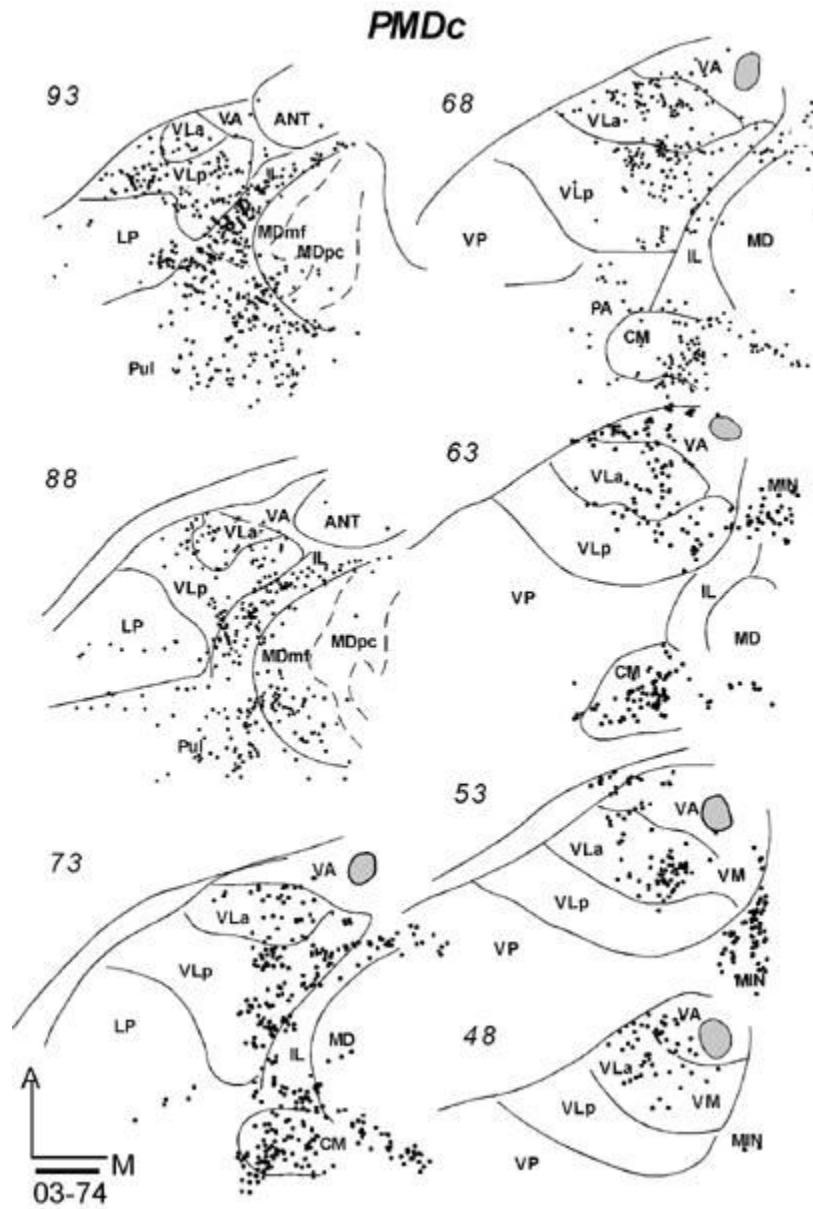 PMDc
93
VLa
VA
ANT
VLp
IL
LP
MDmf
MDpc
Pul
88
VA
ANT
VLa
IL
VLp
LP
MDmf
MDpc
Pul
73
VA
VLa
VLp
LP
IL
MD
CM
A
M
03-74
68
VA
VLa
VLp
VP
IL
MD
PA
CM
63
VA
VLa
MIN
VLp
VP
IL
MD
CM
53
VA
VLa
VM
VLp
VP
MIN
48
VA
VLa
VM
VLp
VP
MIN